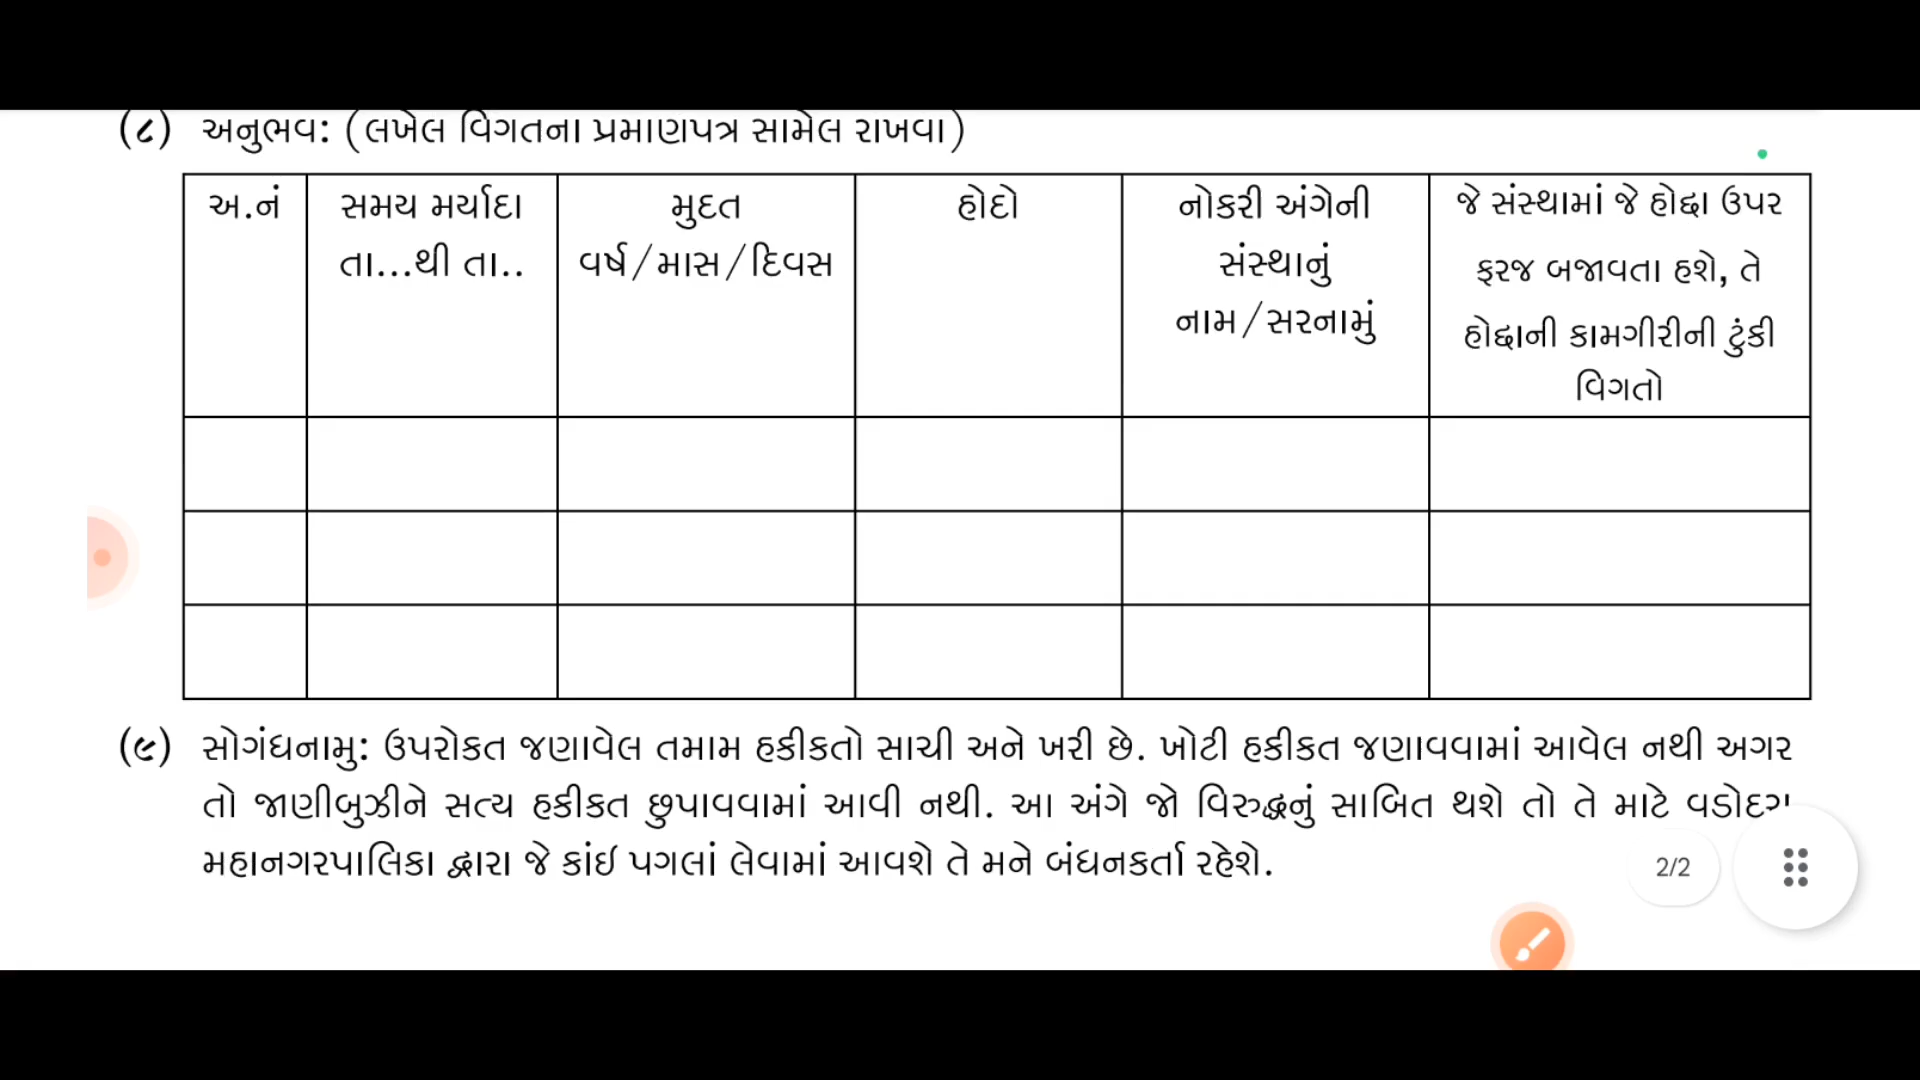 (૮) અનુભવ: (લખેલ વિગતના પ્રમાણપત્ર સામેલ રાખવા)
અ.નં
સમય મર્યાદા
તા...થી તા..
મુદત
વર્ષ/માસ/દિવસ
હોદો
નોકરી અંગેની
સંસ્થાનું
નામ/સરનામું
જે સંસ્થામાં જે હોદ્દા ઉપર
ફરજ બજાવતા હશે, તે
હોદ્દાની કામગીરીની ટુંકી
વિગતો
(૯) સોગંધનામુ: ઉપરોકત જણાવેલ તમામ હકીકતો સાચી અને ખરી છે. ખોટી હકીકત જણાવવામાં આવેલ નથી અગર
તો જાણીબુઝીને સત્ય હકીકત છુપાવવામાં આવી નથી. આ અંગે જો વિરુદ્ધનું સાબિત થશે તો તે માટે વડોદરા
મહાનગરપાલિકા દ્વારા જે કાંઈ પગલાં લેવામાં આવશે તે મને બંધનકર્તા રહેશે.
2/2